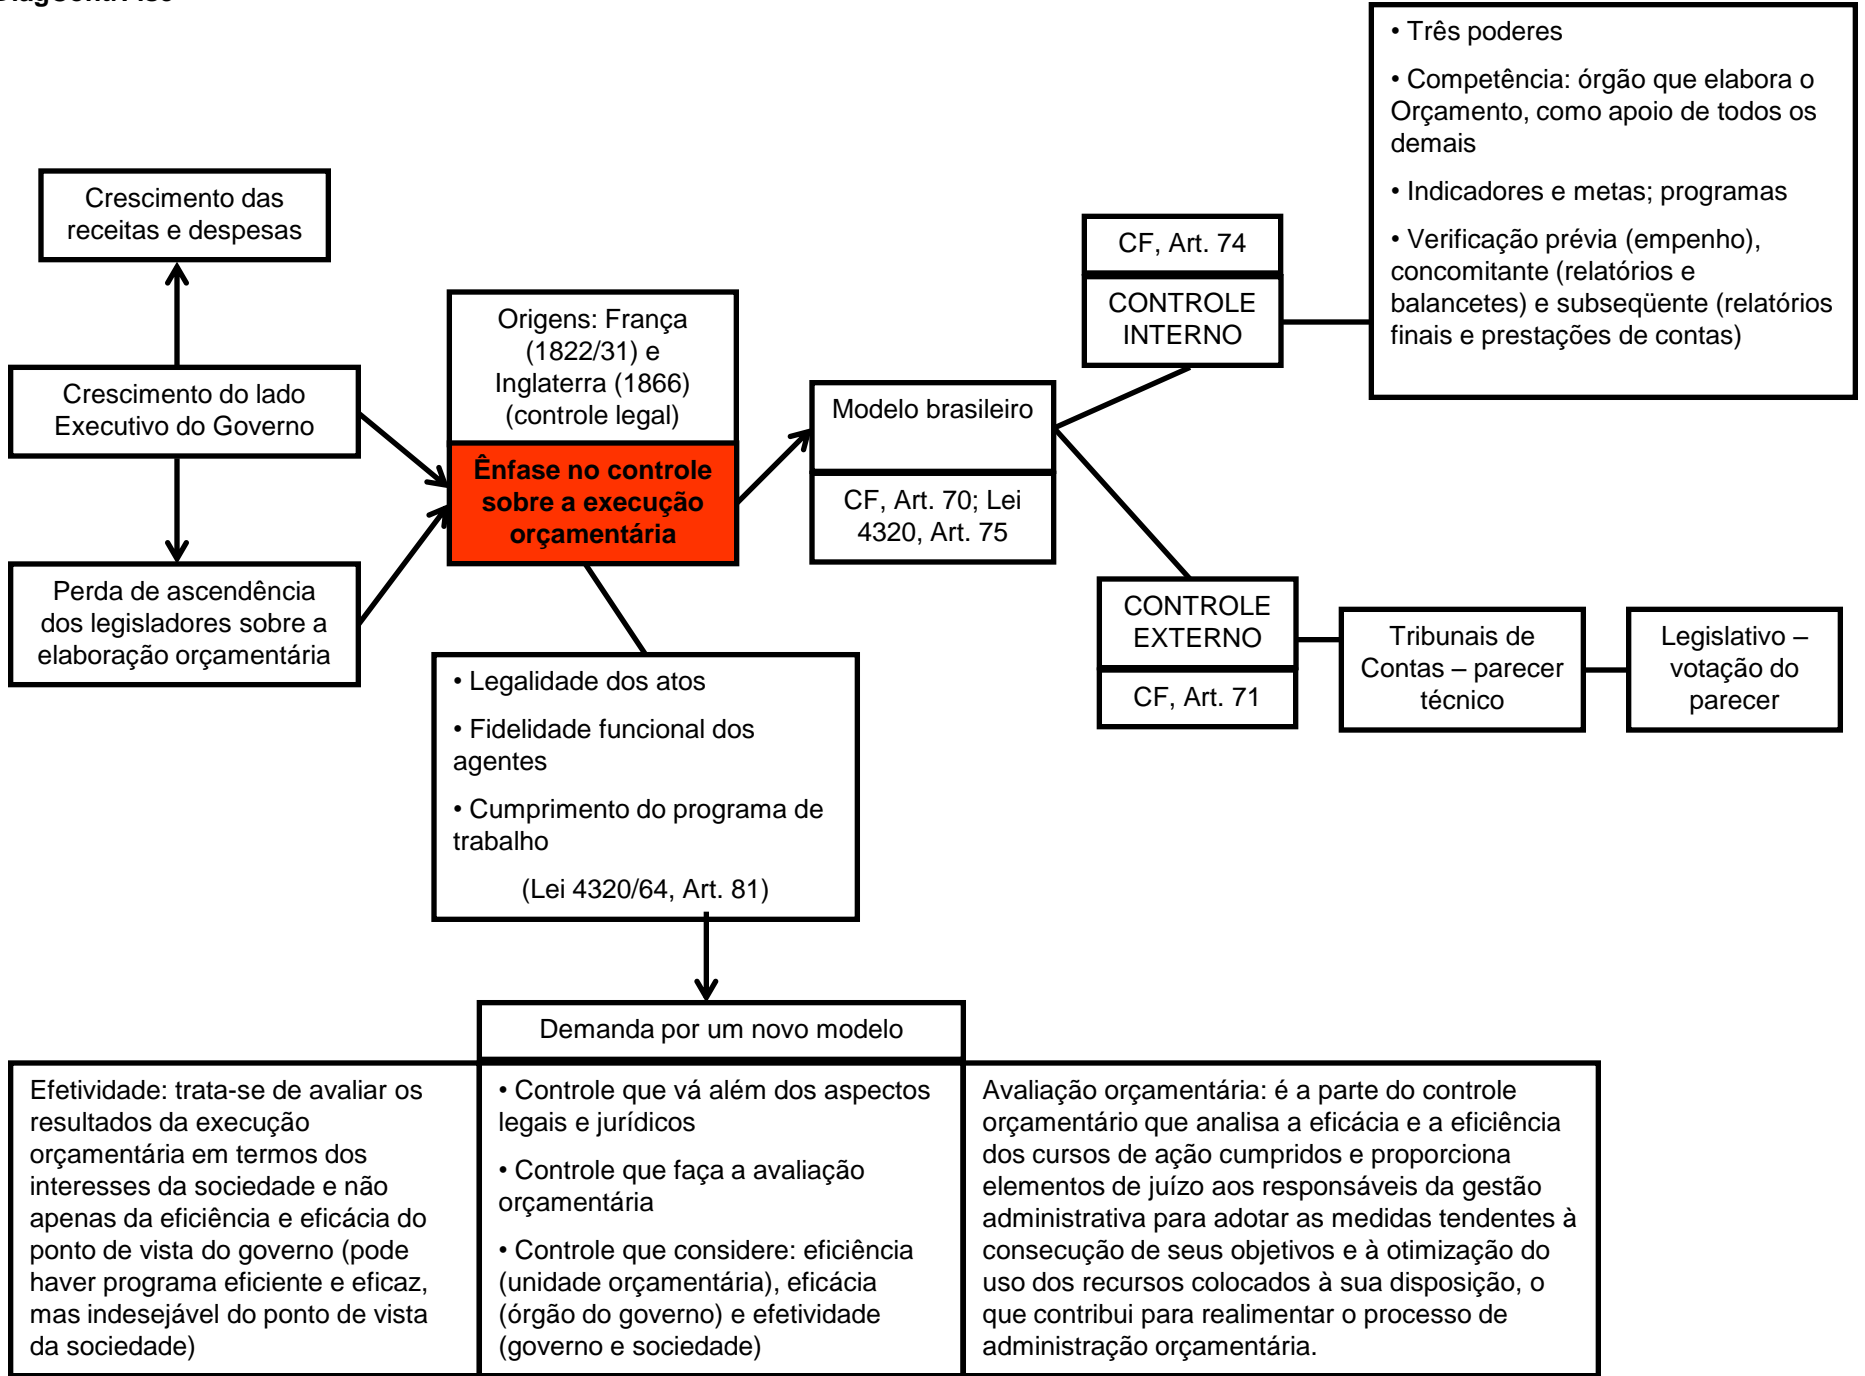 Crescimento das
receitas e despesas
Crescimento do lado
Executivo do Governo
Perda de ascendência
dos legisladores sobre a
elaboração orçamentária
Origens: França
(1822/31) e
Inglaterra (1866)
(controle legal)
Ênfase no controle
sobre a execução
orçamentária
• Legalidade dos atos
• Fidelidade funcional dos
agentes
• Cumprimento do programa de
trabalho
(Lei 4320/64, Art. 81)
Modelo brasileiro
CF, Art. 70; Lei
4320, Art. 75
CF, Art. 74
CONTROLE
INTERNO
• Três poderes
• Competência: órgão que elabora o
Orçamento, como apoio de todos os
demais
• Indicadores e metas; programas
• Verificação prévia (empenho),
concomitante (relatórios e
balancetes) e subseqüente (relatórios
finais e prestações de contas)
CONTROLE
EXTERNO
CF, Art. 71
Tribunais de
Contas – parecer
técnico
Legislativo –
votação do
parecer
Demanda por um novo modelo
Efetividade: trata-se de avaliar os
resultados da execução
orçamentária em termos dos
interesses da sociedade e não
apenas da eficiência e eficácia do
ponto de vista do governo (pode
haver programa eficiente e eficaz,
mas indesejável do ponto de vista
da sociedade)
• Controle que vá além dos aspectos
legais e jurídicos
• Controle que faça a avaliação
orçamentária
• Controle que considere: eficiência
(unidade orçamentária), eficácia
(órgão do governo) e efetividade
(governo e sociedade)
Avaliação orçamentária: é a parte do controle
orçamentário que analisa a eficácia e a eficiência
dos cursos de ação cumpridos e proporciona
elementos de juízo aos responsáveis da gestão
administrativa para adotar as medidas tendentes à
consecução de seus objetivos e à otimização do
uso dos recursos colocados à sua disposição, o
que contribui para realimentar o processo de
administração orçamentária.